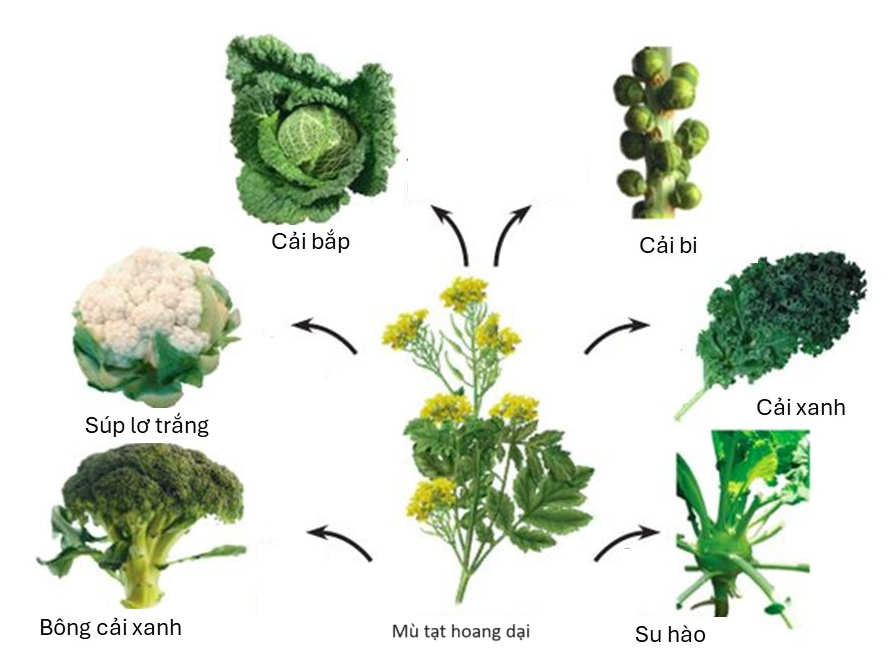 Cải bắp
Cải bi
Súp lơ trắng
Cải xanh
Bông cải xanh
Mù tạt hoang dại
Su hào